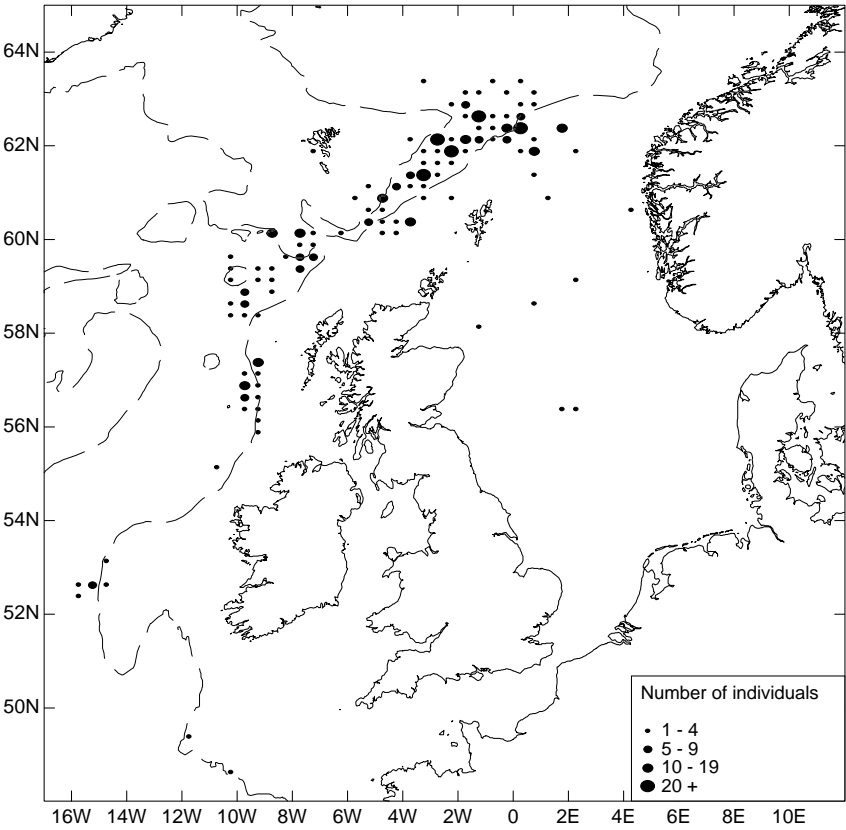 64N
62N
60N
58N
56N
54N
52N
50N
Number of individuals
1 - 4
5 - 9
10 - 19
20 +
16W 14W 12W 10W 8W 6W 4W 2W 0 2E 4E 6E 8E 10E